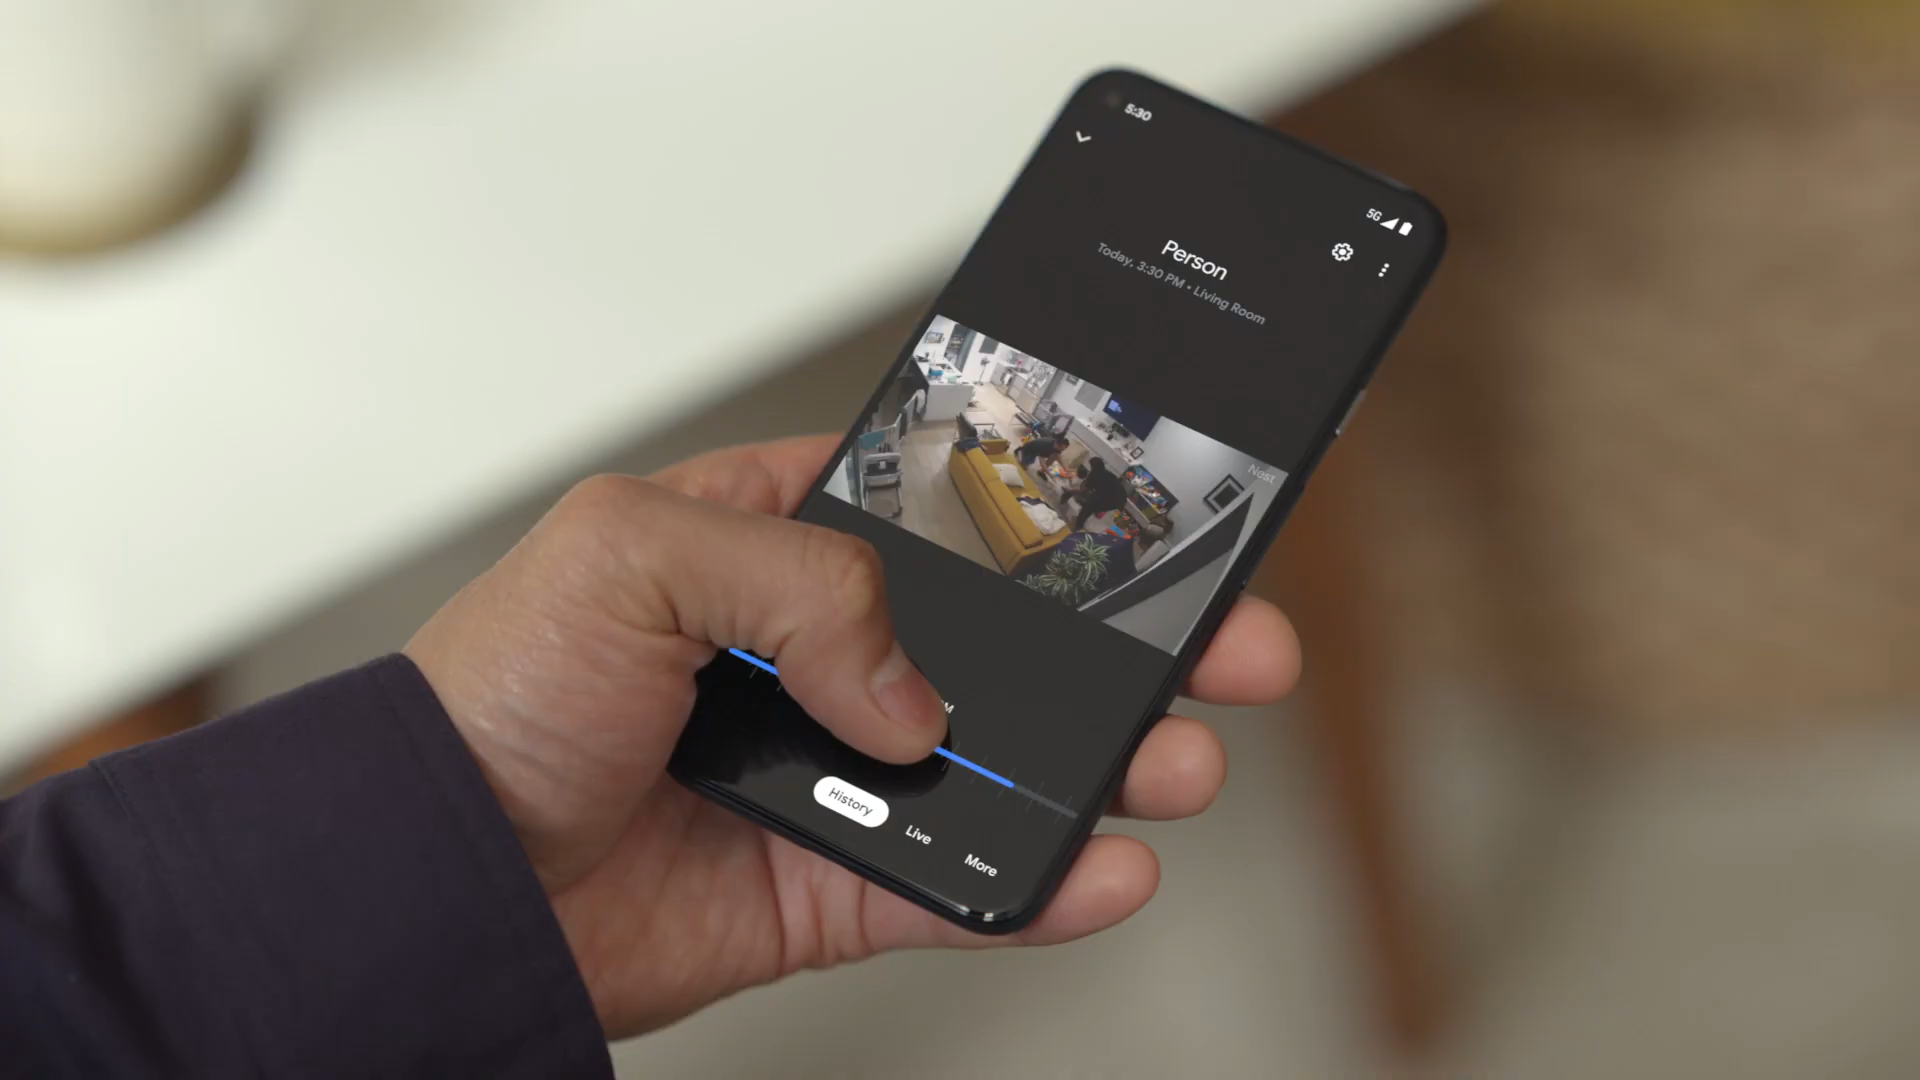 5:30
5G
Person
Today, 3:30 PM • Living Room
Nest
History
Live
More